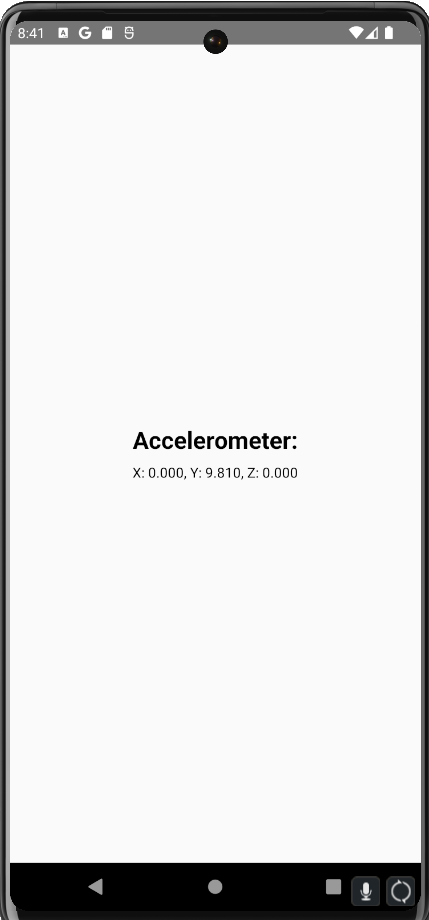 8:41
Accelerometer:
X: 0.000, Y: 9.810, Z: 0.000